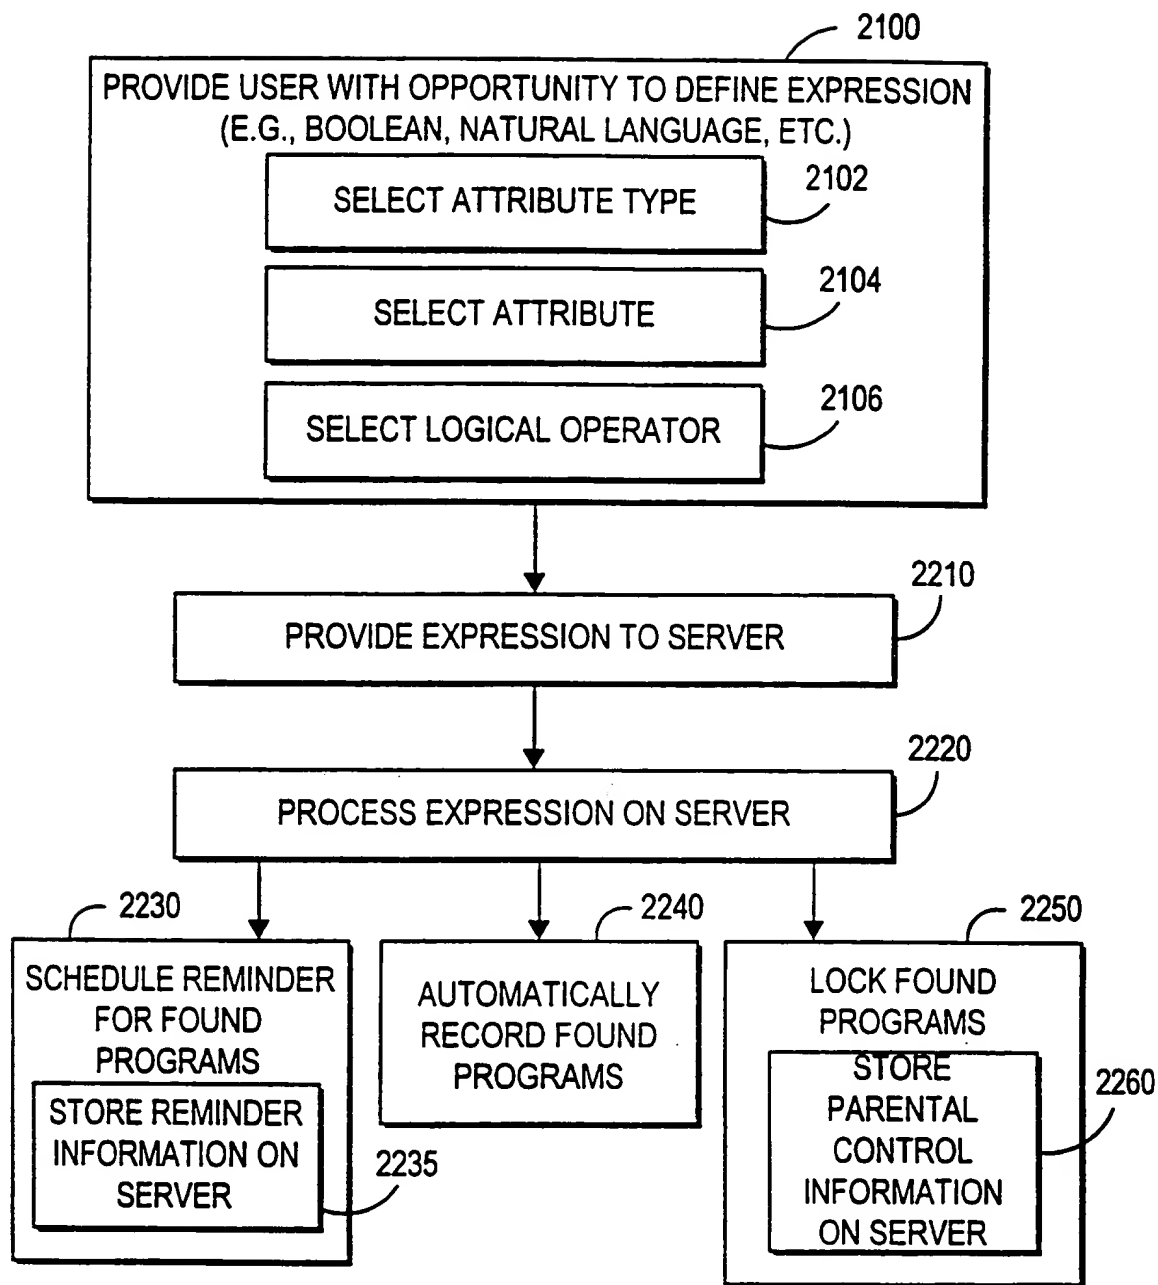 2100
PROVIDE USER WITH OPPORTUNITY TO DEFINE EXPRESSION
(E.G., BOOLEAN, NATURAL LANGUAGE, ETC.)
SELECT ATTRIBUTE TYPE
2102
SELECT ATTRIBUTE
2104
SELECT LOGICAL OPERATOR
2106
2210
PROVIDE EXPRESSION TO SERVER
2220
PROCESS EXPRESSION ON SERVER
2230
SCHEDULE REMINDER
FOR FOUND
PROGRAMS
STORE REMINDER
INFORMATION ON
SERVER
2235
2240
AUTOMATICALLY
RECORD FOUND
PROGRAMS
2250
LOCK FOUND
PROGRAMS
STORE
PARENTAL
CONTROL
INFORMATION
ON SERVER
2260